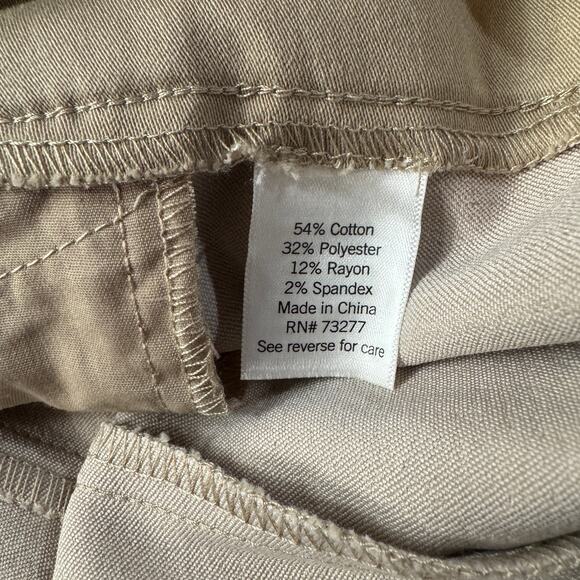 54% Cotton
32% Polyester
12% Rayon
2% Spandex
Made in China
RN# 73277
See reverse for care